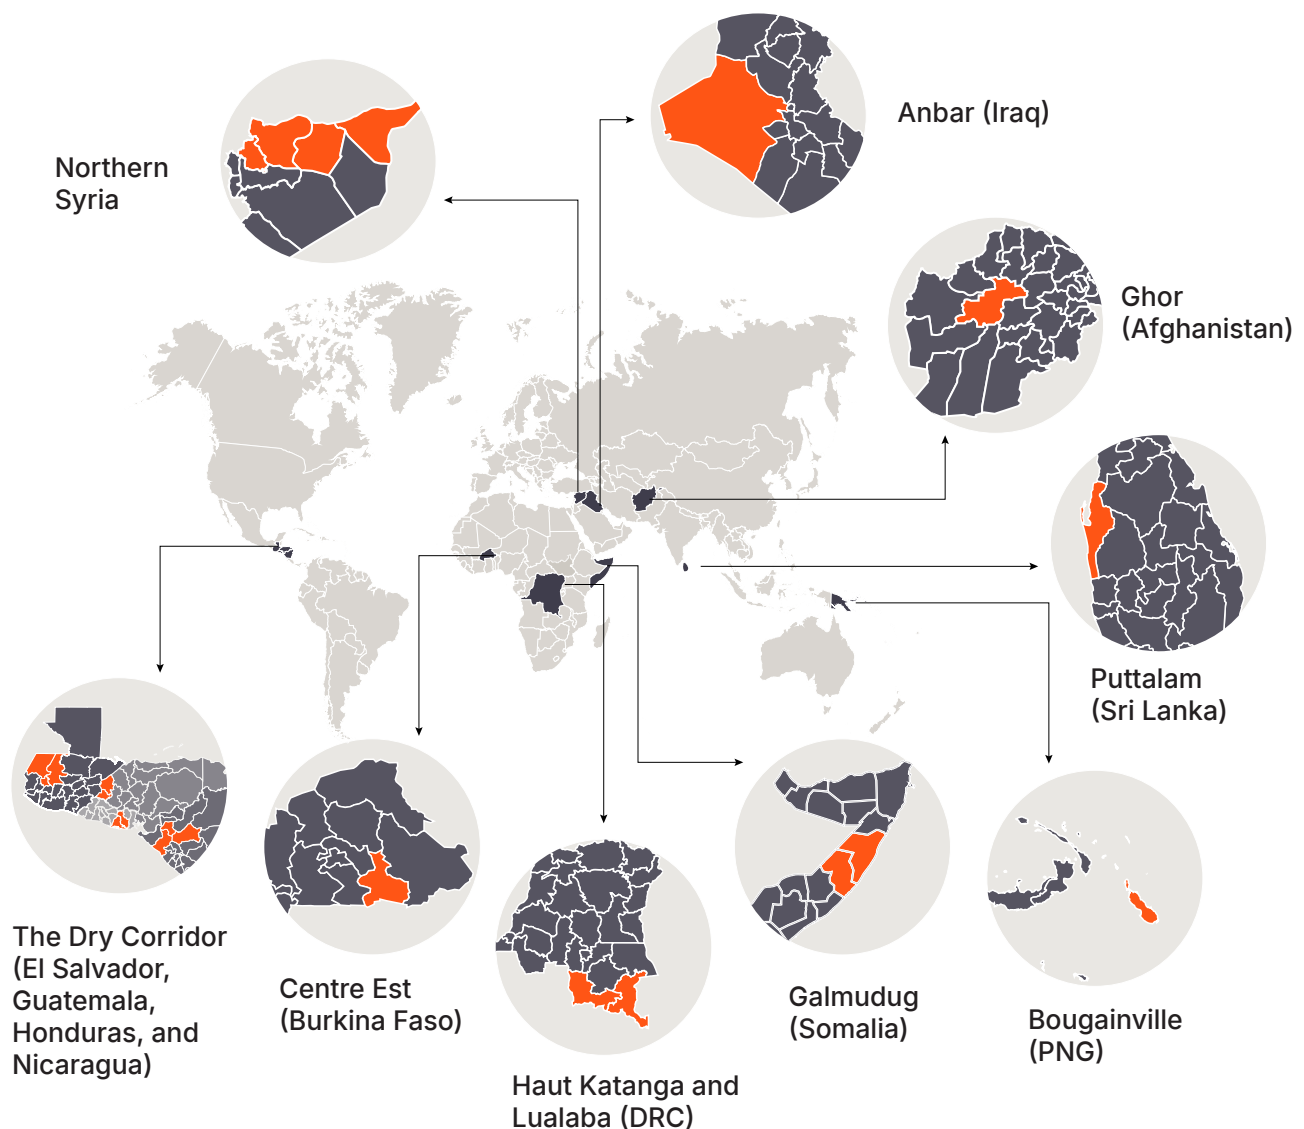 Anbar (Iraq)
Northern
Syria
Ghor
(Afghanistan)
Puttalam
(Sri Lanka)
The Dry Corridor
(El Salvador,
Guatemala,
Honduras, and
Nicaragua)
Centre Est
(Burkina Faso)
Haut Katanga and
Lualaba (DRC)
Galmudug
(Somalia)
Bougainville
(PNG)